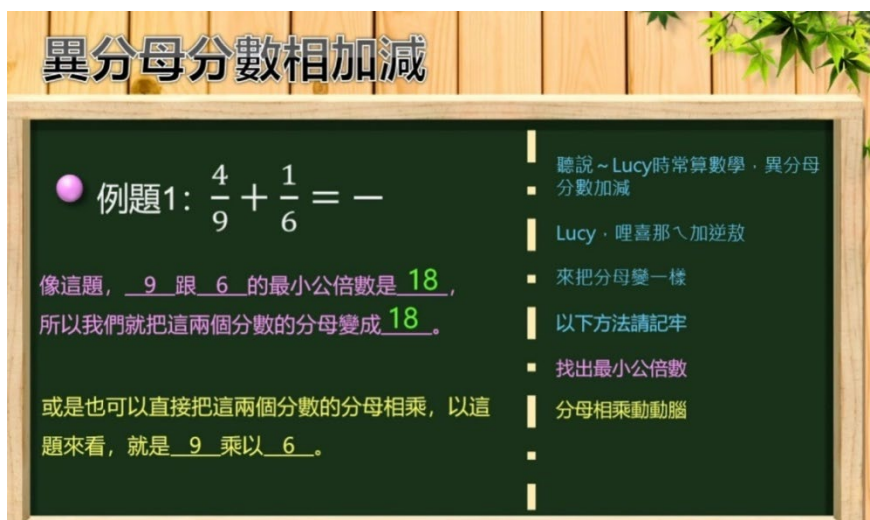 異分母分數相加減
例題1: 4/9 + 1/6 = —
像這題，9跟6的最小公倍數是18，
所以我們就把這兩個分數的分母變成18。
或是也可以直接把這兩個分數的分母相乘，以這
題來看，就是9乘以6。
聽說～Lucy時常算數學，異分母
分數加減
Lucy，哩喜那ㄟ加逆敖
來把分母變一樣
以下方法請記牢
找出最小公倍數
分母相乘動動腦